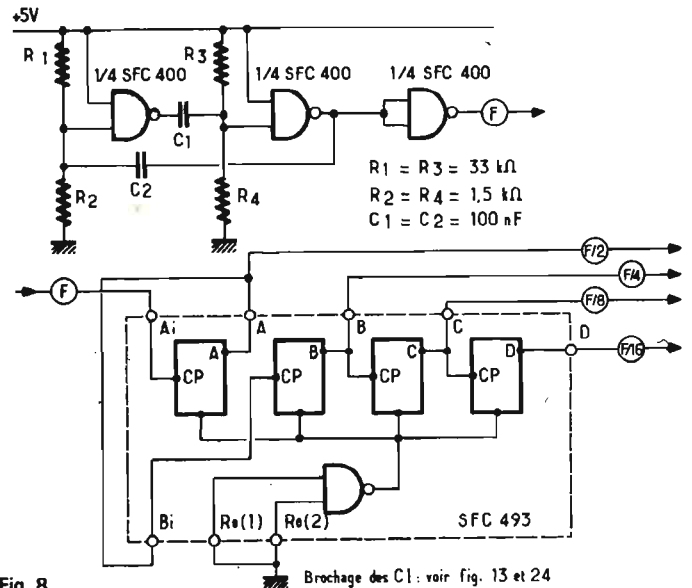 +5V
R1
R3
1/4 SFC 400
1/4 SFC 400
1/4 SFC 400
C1
F
C2
R2
R4
R1 = R3 = 33 kΩ
R2 = R4 = 1,5 kΩ
C1 = C2 = 100 nF
F/2
F/4
F
F/8
Ai
A
B
C
D
A
B
C
D
F/16
CP
CP
CP
CP
Bi
Ro(1)
Ro(2)
SFC 493
Fig. 8
Brochage des CI : voir fig. 13 et 24